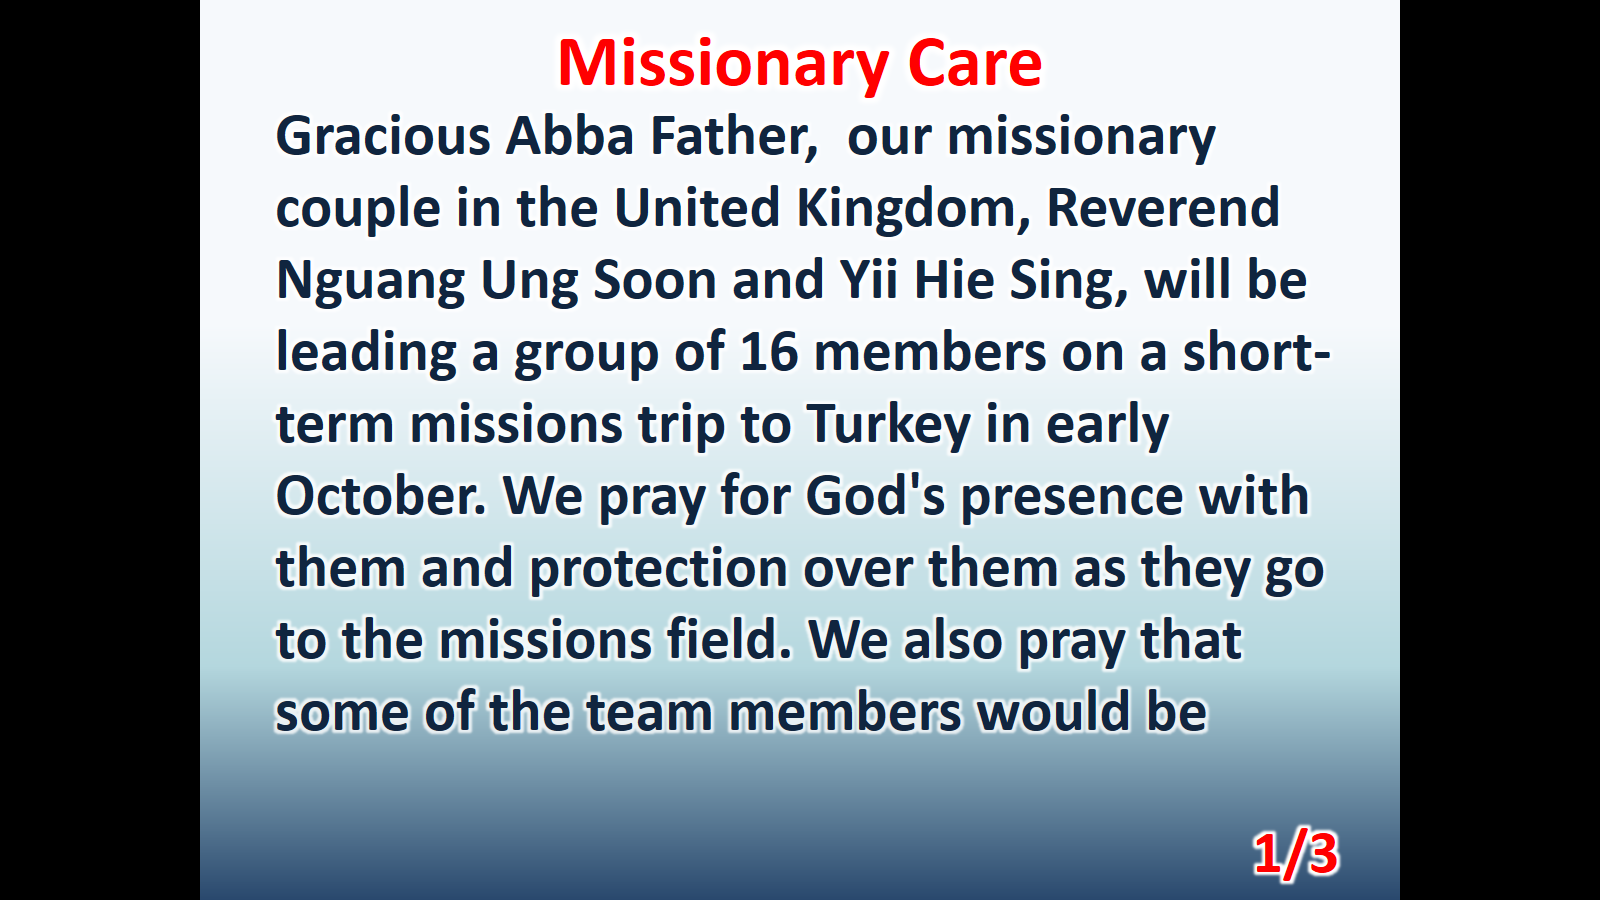 Missionary Care
Gracious Abba Father,  our missionary
couple in the United Kingdom, Reverend
Nguang Ung Soon and Yii Hie Sing, will be
leading a group of 16 members on a short-
term missions trip to Turkey in early
October. We pray for God's presence with
them and protection over them as they go
to the missions field. We also pray that
some of the team members would be
1/3